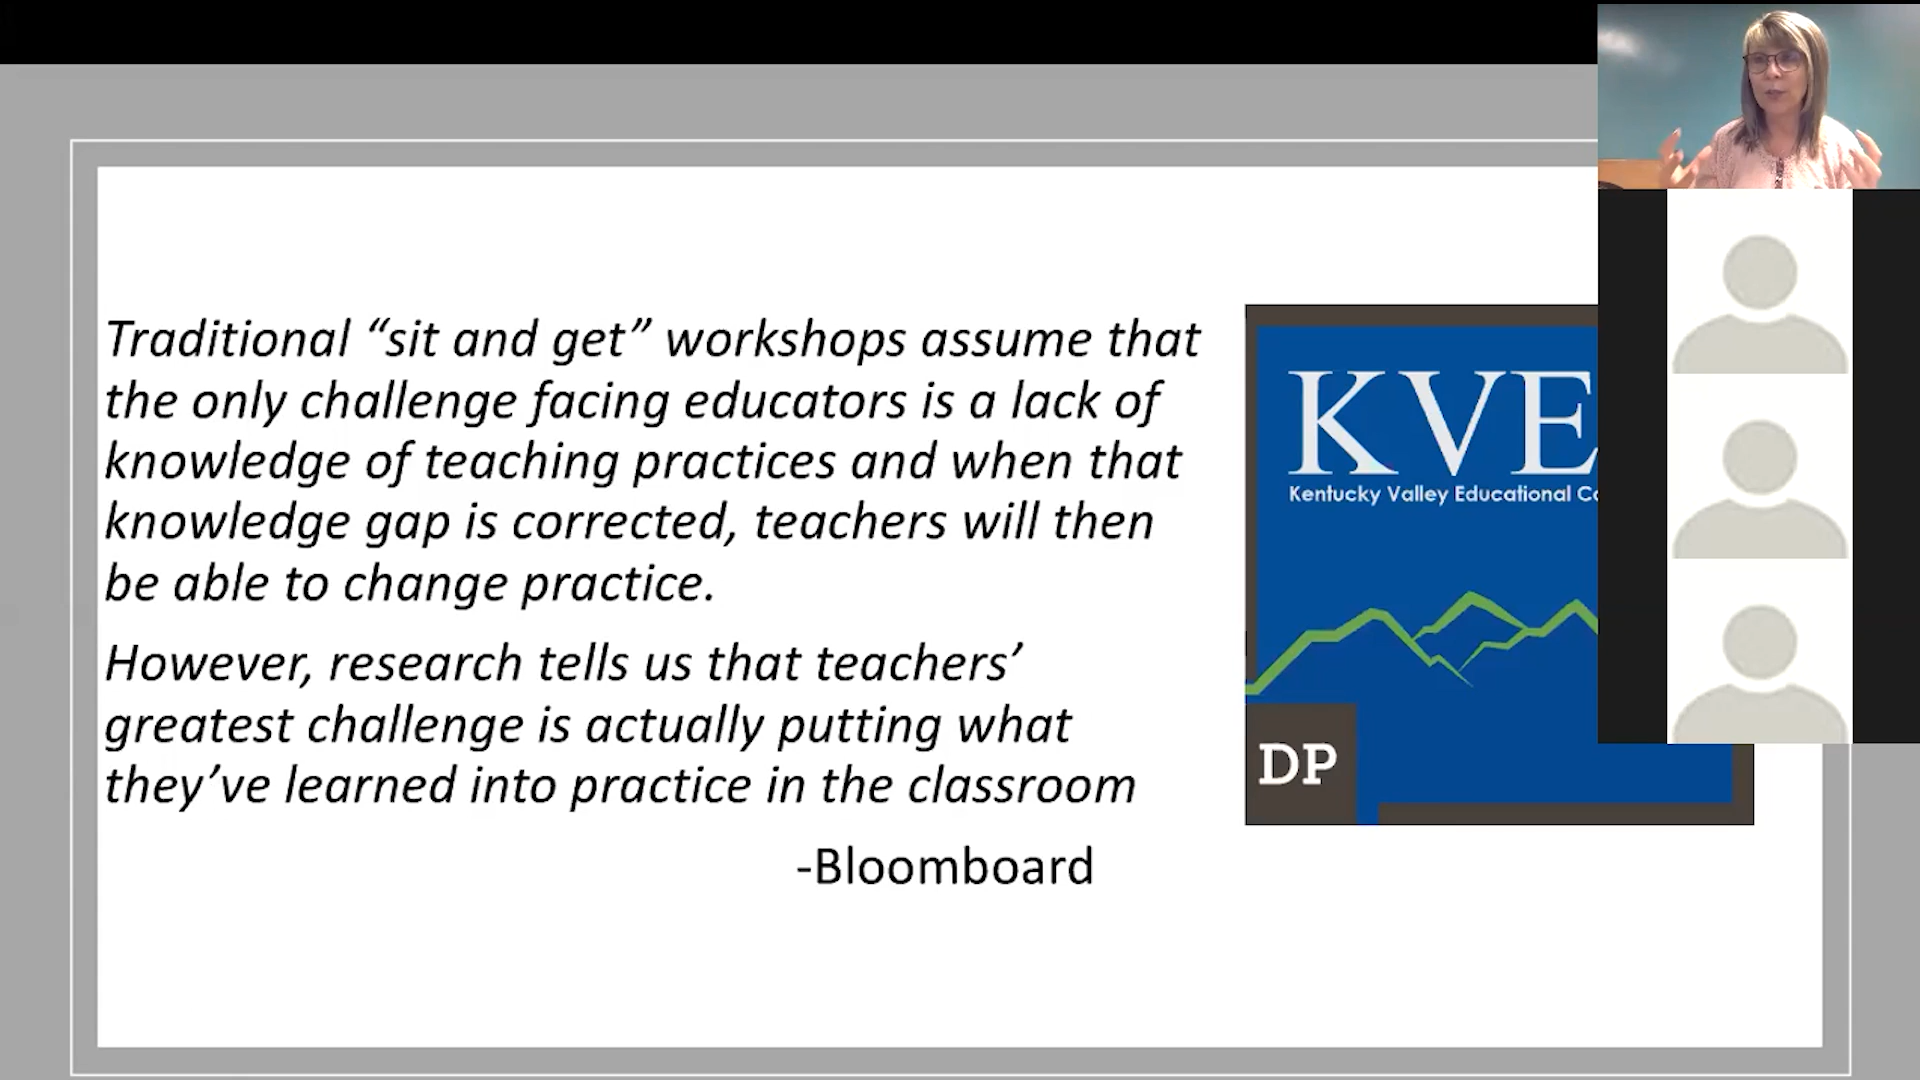 Traditional “sit and get” workshops assume that
the only challenge facing educators is a lack of
knowledge of teaching practices and when that
knowledge gap is corrected, teachers will then
be able to change practice.
However, research tells us that teachers’
greatest challenge is actually putting what
they’ve learned into practice in the classroom
-Bloomboard
KVE
Kentucky Valley Educational
DP